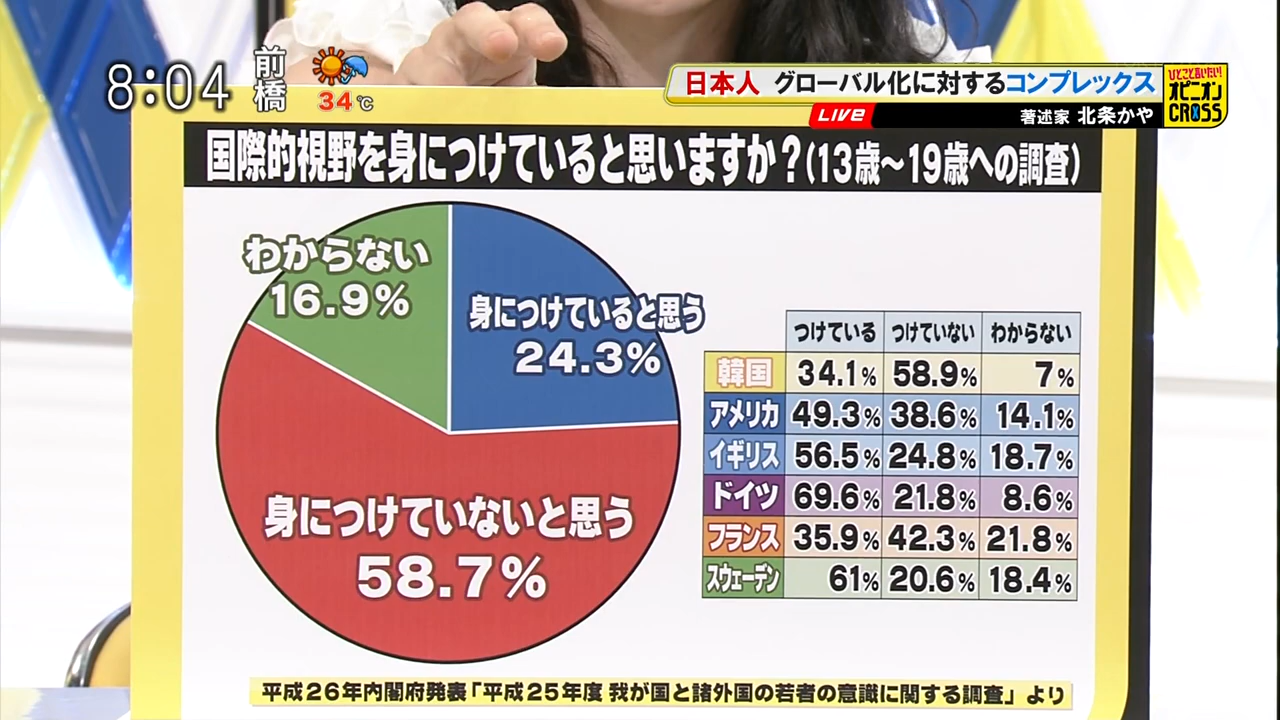 8:04
前橋
34℃
日本人 グローバル化に対するコンプレックス
LIVE
著述家 北条かや
ひとこと言いたい!
オピニオン
CROSS
国際的視野を身につけていると思いますか?(13歳～19歳への調査)
わからない
16.9%
身につけていると思う
24.3%
身につけていないと思う
58.7%
つけている つけていない わからない
韓国 34.1% 58.9% 7%
アメリカ 49.3% 38.6% 14.1%
イギリス 56.5% 24.8% 18.7%
ドイツ 69.6% 21.8% 8.6%
フランス 35.9% 42.3% 21.8%
スウェーデン 61% 20.6% 18.4%
平成26年内閣府発表「平成25年度 我が国と諸外国の若者の意識に関する調査」より